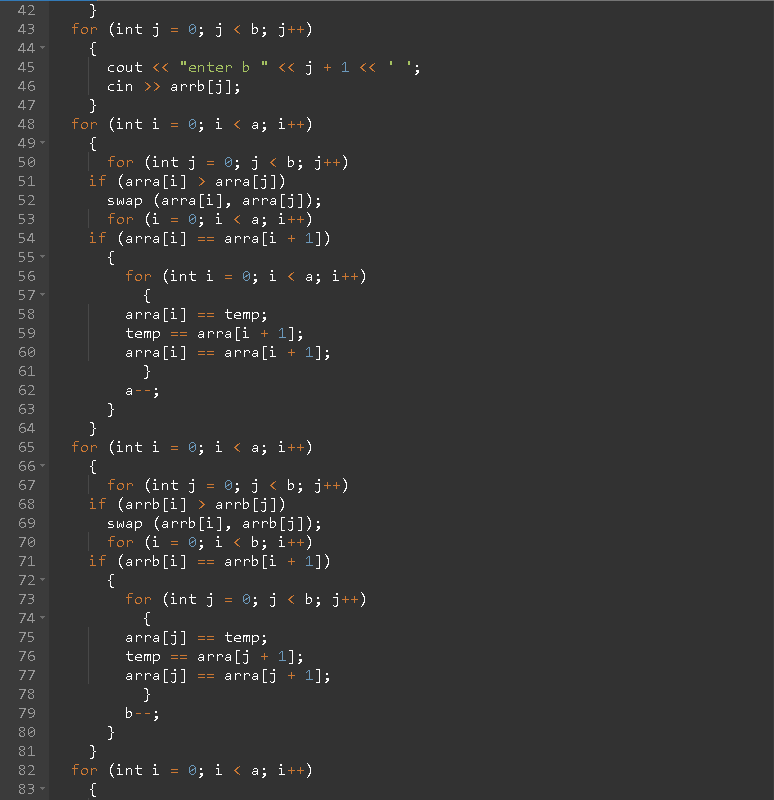 42 }
43 for (int j = 0; j < b; j++)
44 {
45 cout << "enter b " << j + 1 << ' ';
46 cin >> arrb[j];
47 }
48 for (int i = 0; i < a; i++)
49 {
50 for (int j = 0; j < b; j++)
51 if (arra[i] > arra[j])
52 swap (arra[i], arra[j]);
53 for (i = 0; i < a; i++)
54 if (arra[i] == arra[i + 1])
55 {
56 for (int i = 0; i < a; i++)
57 {
58 arra[i] == temp;
59 temp == arra[i + 1];
60 arra[i] == arra[i + 1];
61 }
62 a--;
63 }
64 }
65 for (int i = 0; i < a; i++)
66 {
67 for (int j = 0; j < b; j++)
68 if (arrb[i] > arrb[j])
69 swap (arrb[i], arrb[j]);
70 for (i = 0; i < b; i++)
71 if (arrb[i] == arrb[i + 1])
72 {
73 for (int j = 0; j < b; j++)
74 {
75 arra[j] == temp;
76 temp == arra[j + 1];
77 arra[j] == arra[j + 1];
78 }
79 b--;
80 }
81 }
82 for (int i = 0; i < a; i++)
83 {